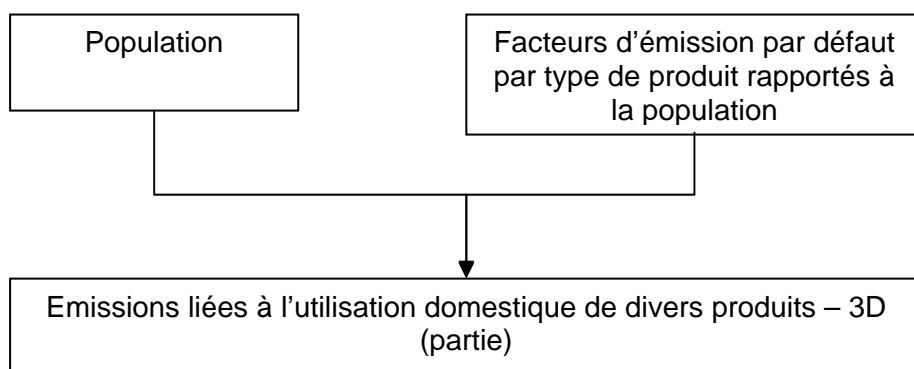 Population
Facteurs d’émission par défaut
par type de produit rapportés à
la population
Emissions liées à l’utilisation domestique de divers produits – 3D
(partie)